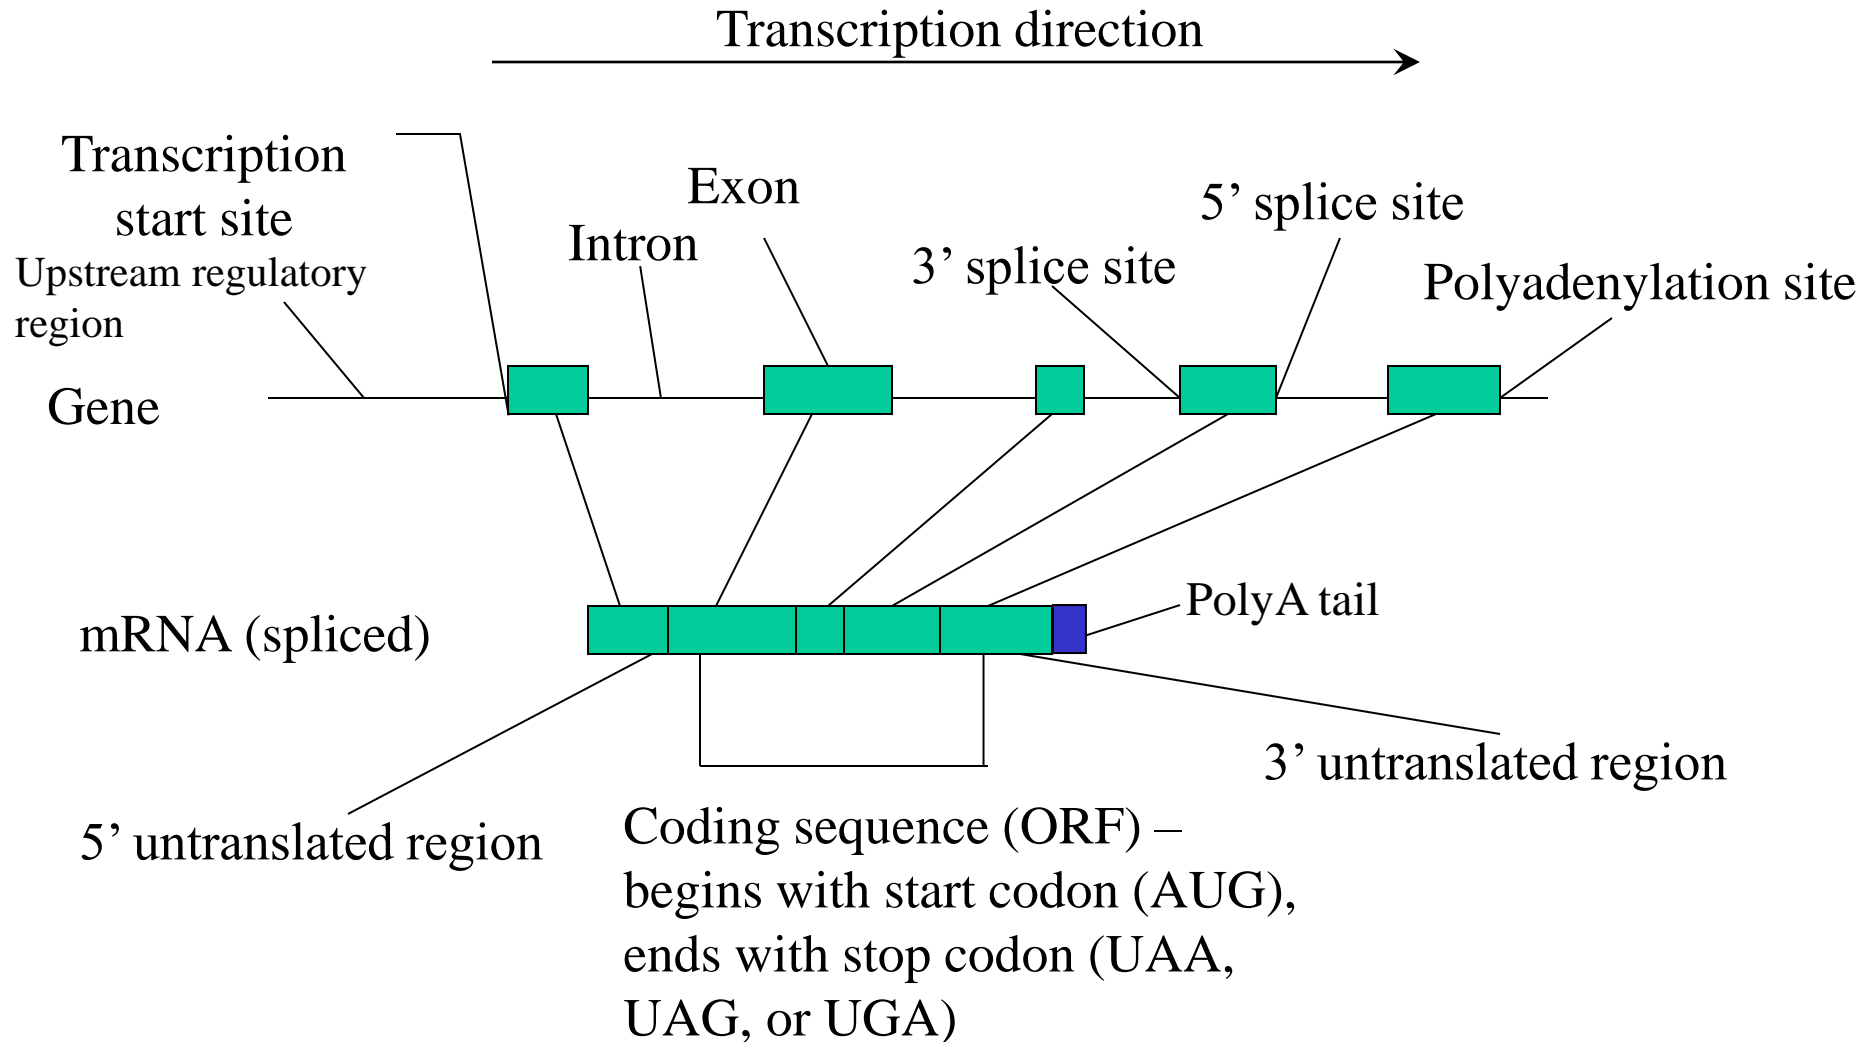 Transcription direction
Transcription
start site
Upstream regulatory
region
Intron
Exon
3’ splice site
5’ splice site
Polyadenylation site
Gene
mRNA (spliced)
PolyA tail
5’ untranslated region
3’ untranslated region
Coding sequence (ORF) –
begins with start codon (AUG),
ends with stop codon (UAA,
UAG, or UGA)